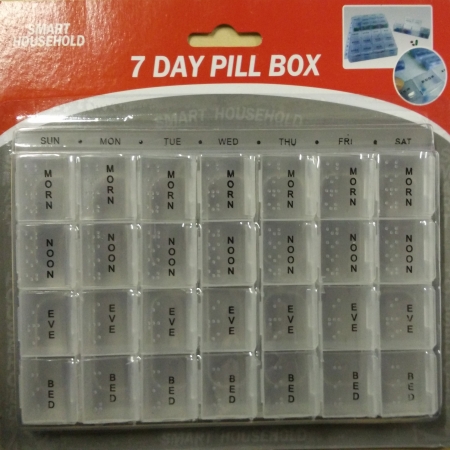 SMART
HOUSEHOLD
7 DAY PILL BOX
SMART HOUSEHOLD
SUN • MON • TUE • WED • THU • FRI • SAT
MORN MORN MORN MORN MORN MORN MORN
NOON NOON NOON NOON NOON NOON NOON
EVE EVE EVE EVE EVE EVE EVE
BED BED BED BED BED BED BED
SMART HOUSEHOLD